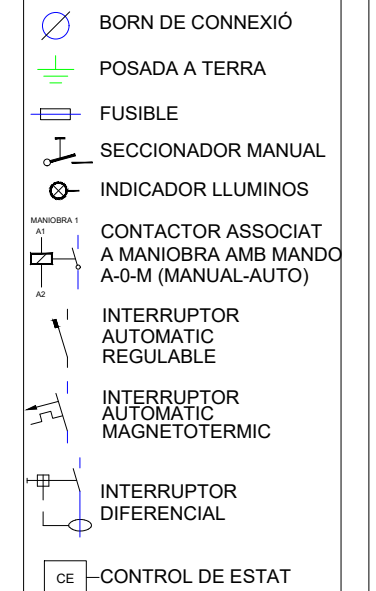 BORN DE CONNEXIÓ
POSADA A TERRA
FUSIBLE
SECCIONADOR MANUAL
INDICADOR LLUMINOS
MANIOBRA 1
A1
A2
CONTACTOR ASSOCIAT
A MANIOBRA AMB MANDO
A-0-M (MANUAL-AUTO)
INTERRUPTOR
AUTOMATIC
REGULABLE
INTERRUPTOR
AUTOMATIC
MAGNETOTERMIC
INTERRUPTOR
DIFERENCIAL
CE
CONTROL DE ESTAT